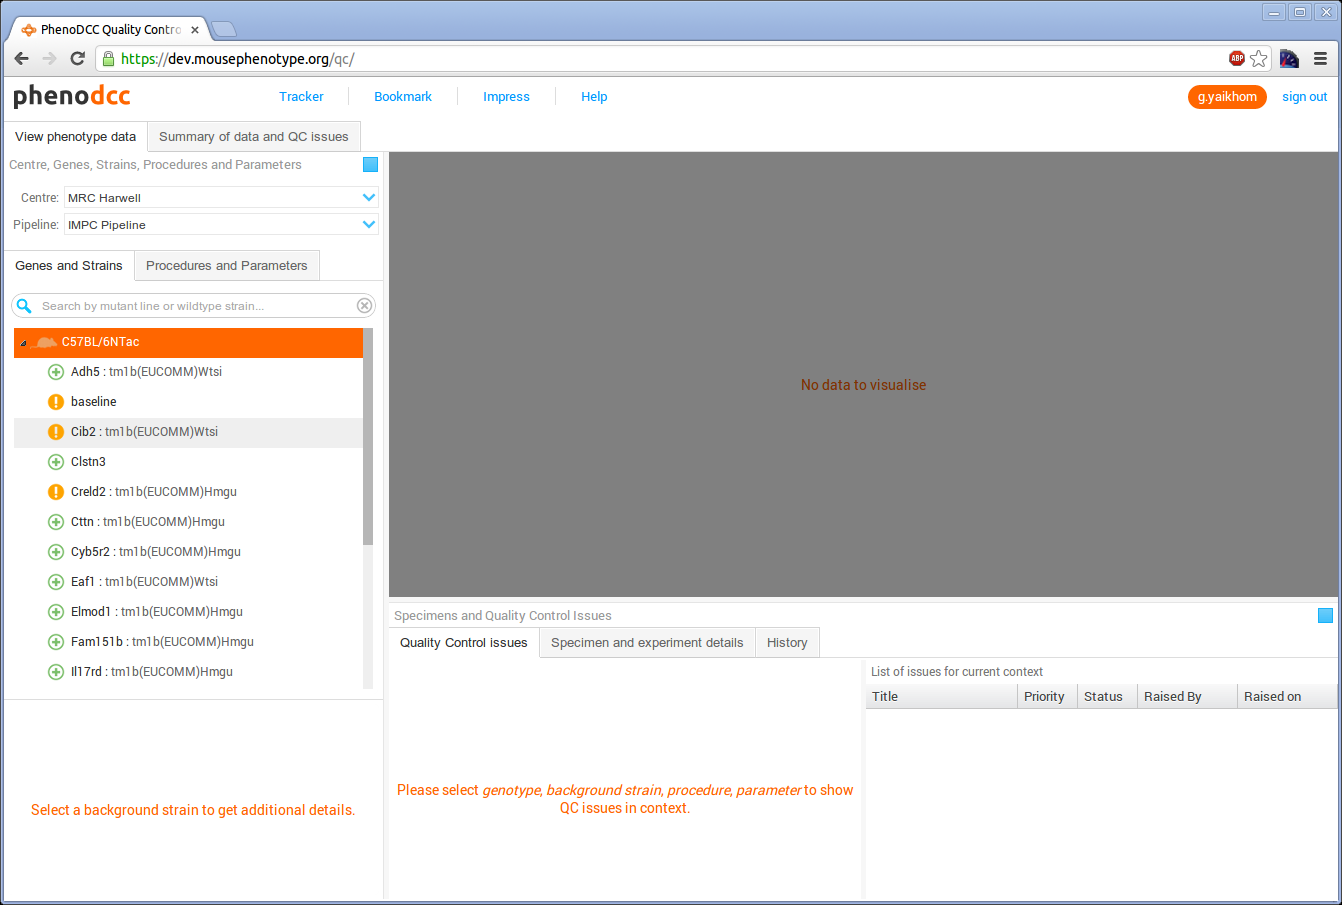 PhenoDCC Quality Contro
https://dev.mousephenotype.org/qc/
ABP
phenodcc
Tracker
Bookmark
Impress
Help
g.yaikhom
sign out
View phenotype data
Summary of data and QC issues
Centre, Genes, Strains, Procedures and Parameters
Centre: MRC Harwell
Pipeline: IMPC Pipeline
Genes and Strains
Procedures and Parameters
Search by mutant line or wildtype strain...
C57BL/6NTac
Adh5 : tm1b(EUCOMM)Wtsi
baseline
Cib2 : tm1b(EUCOMM)Wtsi
Clstn3
Creld2 : tm1b(EUCOMM)Hmgu
Cttn : tm1b(EUCOMM)Hmgu
Cyb5r2 : tm1b(EUCOMM)Hmgu
Eaf1 : tm1b(EUCOMM)Wtsi
Elmod1 : tm1b(EUCOMM)Hmgu
Fam151b : tm1b(EUCOMM)Hmgu
Il17rd : tm1b(EUCOMM)Hmgu
Select a background strain to get additional details.
No data to visualise
Specimens and Quality Control Issues
Quality Control issues
Specimen and experiment details
History
Please select genotype, background strain, procedure, parameter to show
QC issues in context.
List of issues for current context
Title
Priority
Status
Raised By
Raised on